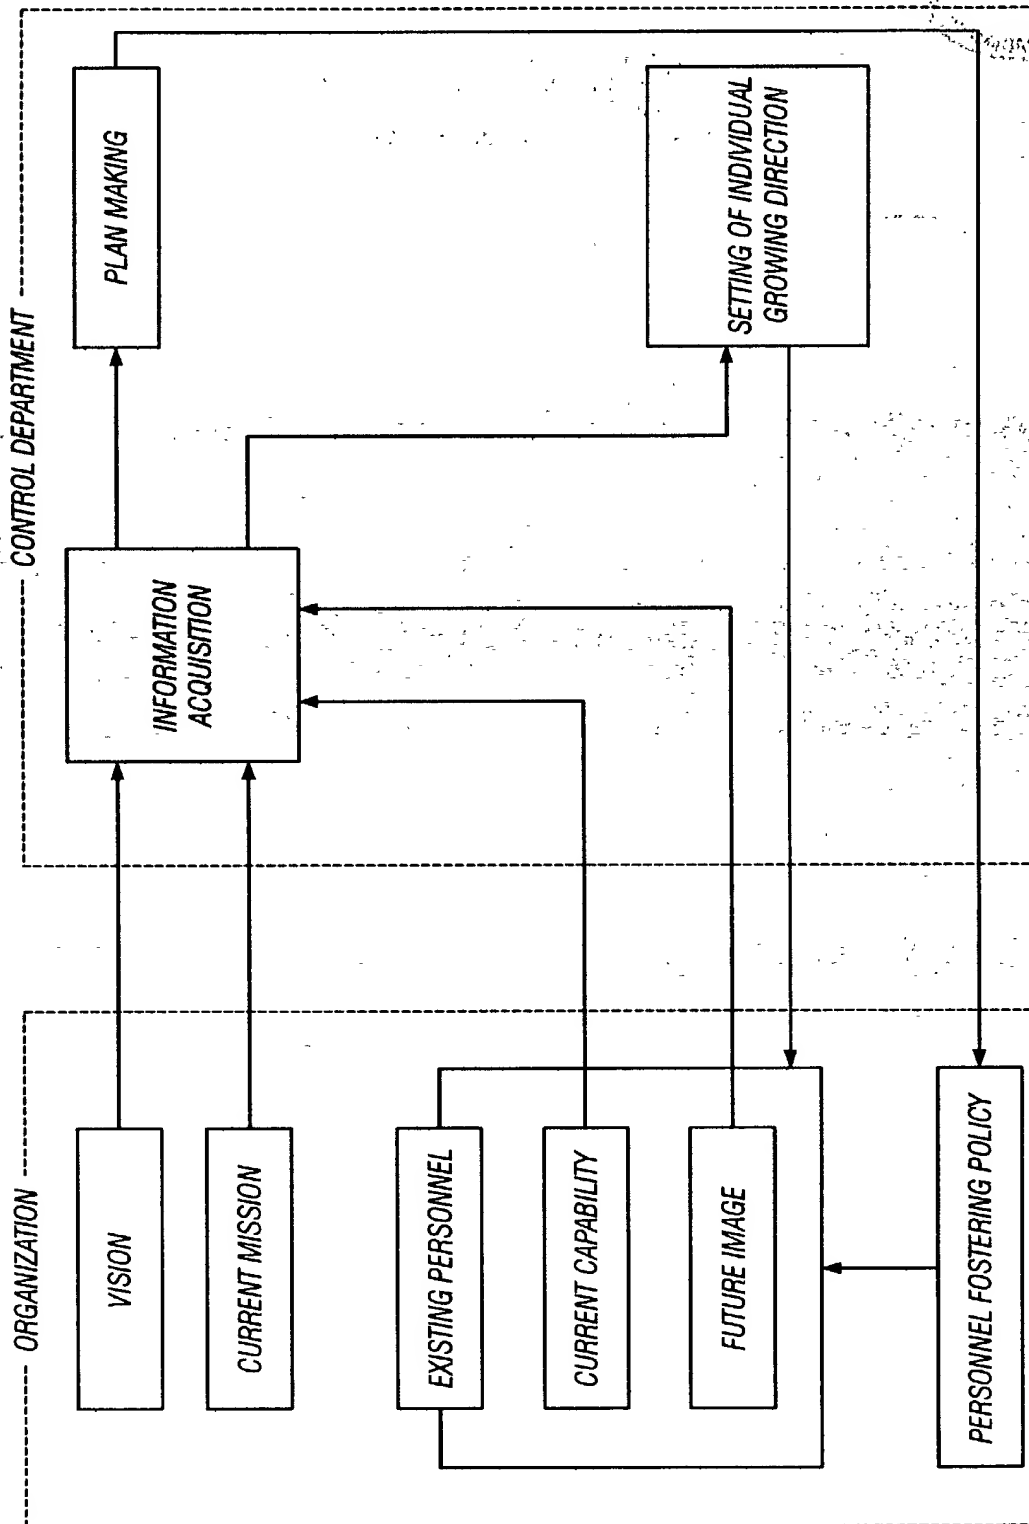 ORGANIZATION
VISION
CURRENT MISSION
EXISTING PERSONNEL
CURRENT CAPABILITY
FUTURE IMAGE
PERSONNEL FOSTERING POLICY
CONTROL DEPARTMENT
INFORMATION
ACQUISITION
PLAN MAKING
SETTING OF INDIVIDUAL
GROWING DIRECTION